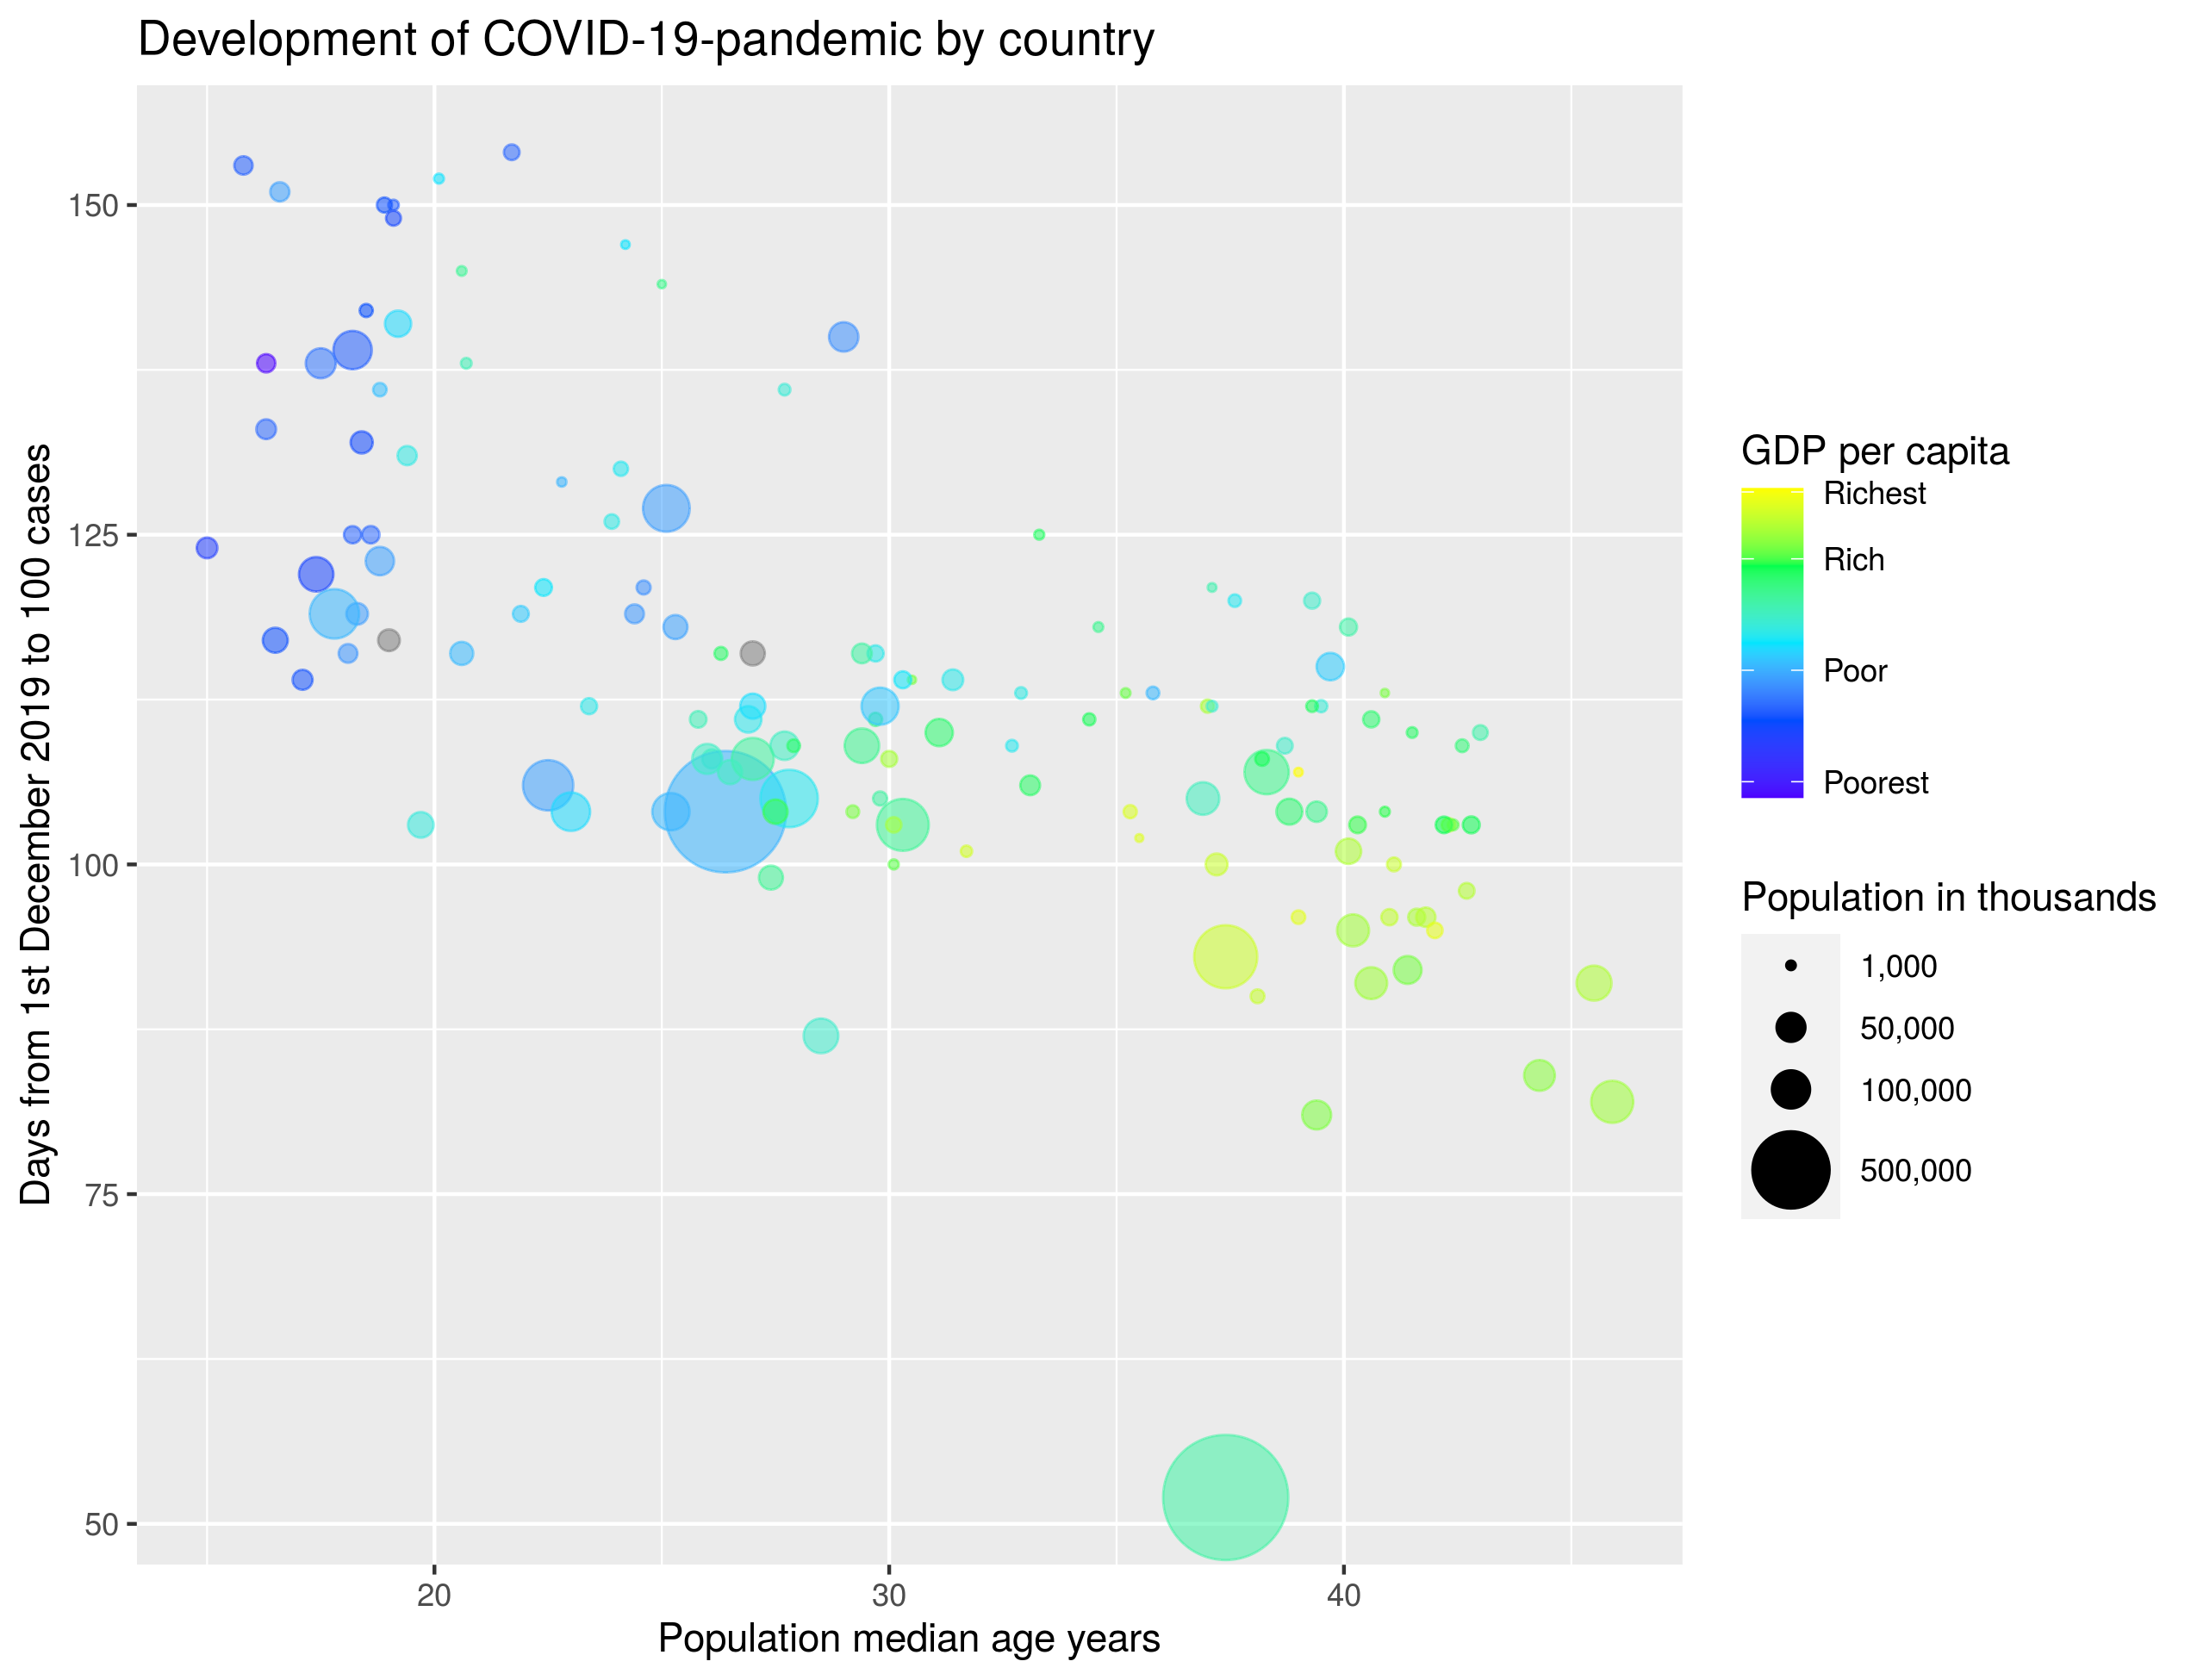 Development of COVID-19-pandemic by country
Days from 1st December 2019 to 100 cases
150
125
100
75
50
20
30
40
Population median age years
GDP per capita
Richest
Rich
Poor
Poorest
Population in thousands
1,000
50,000
100,000
500,000